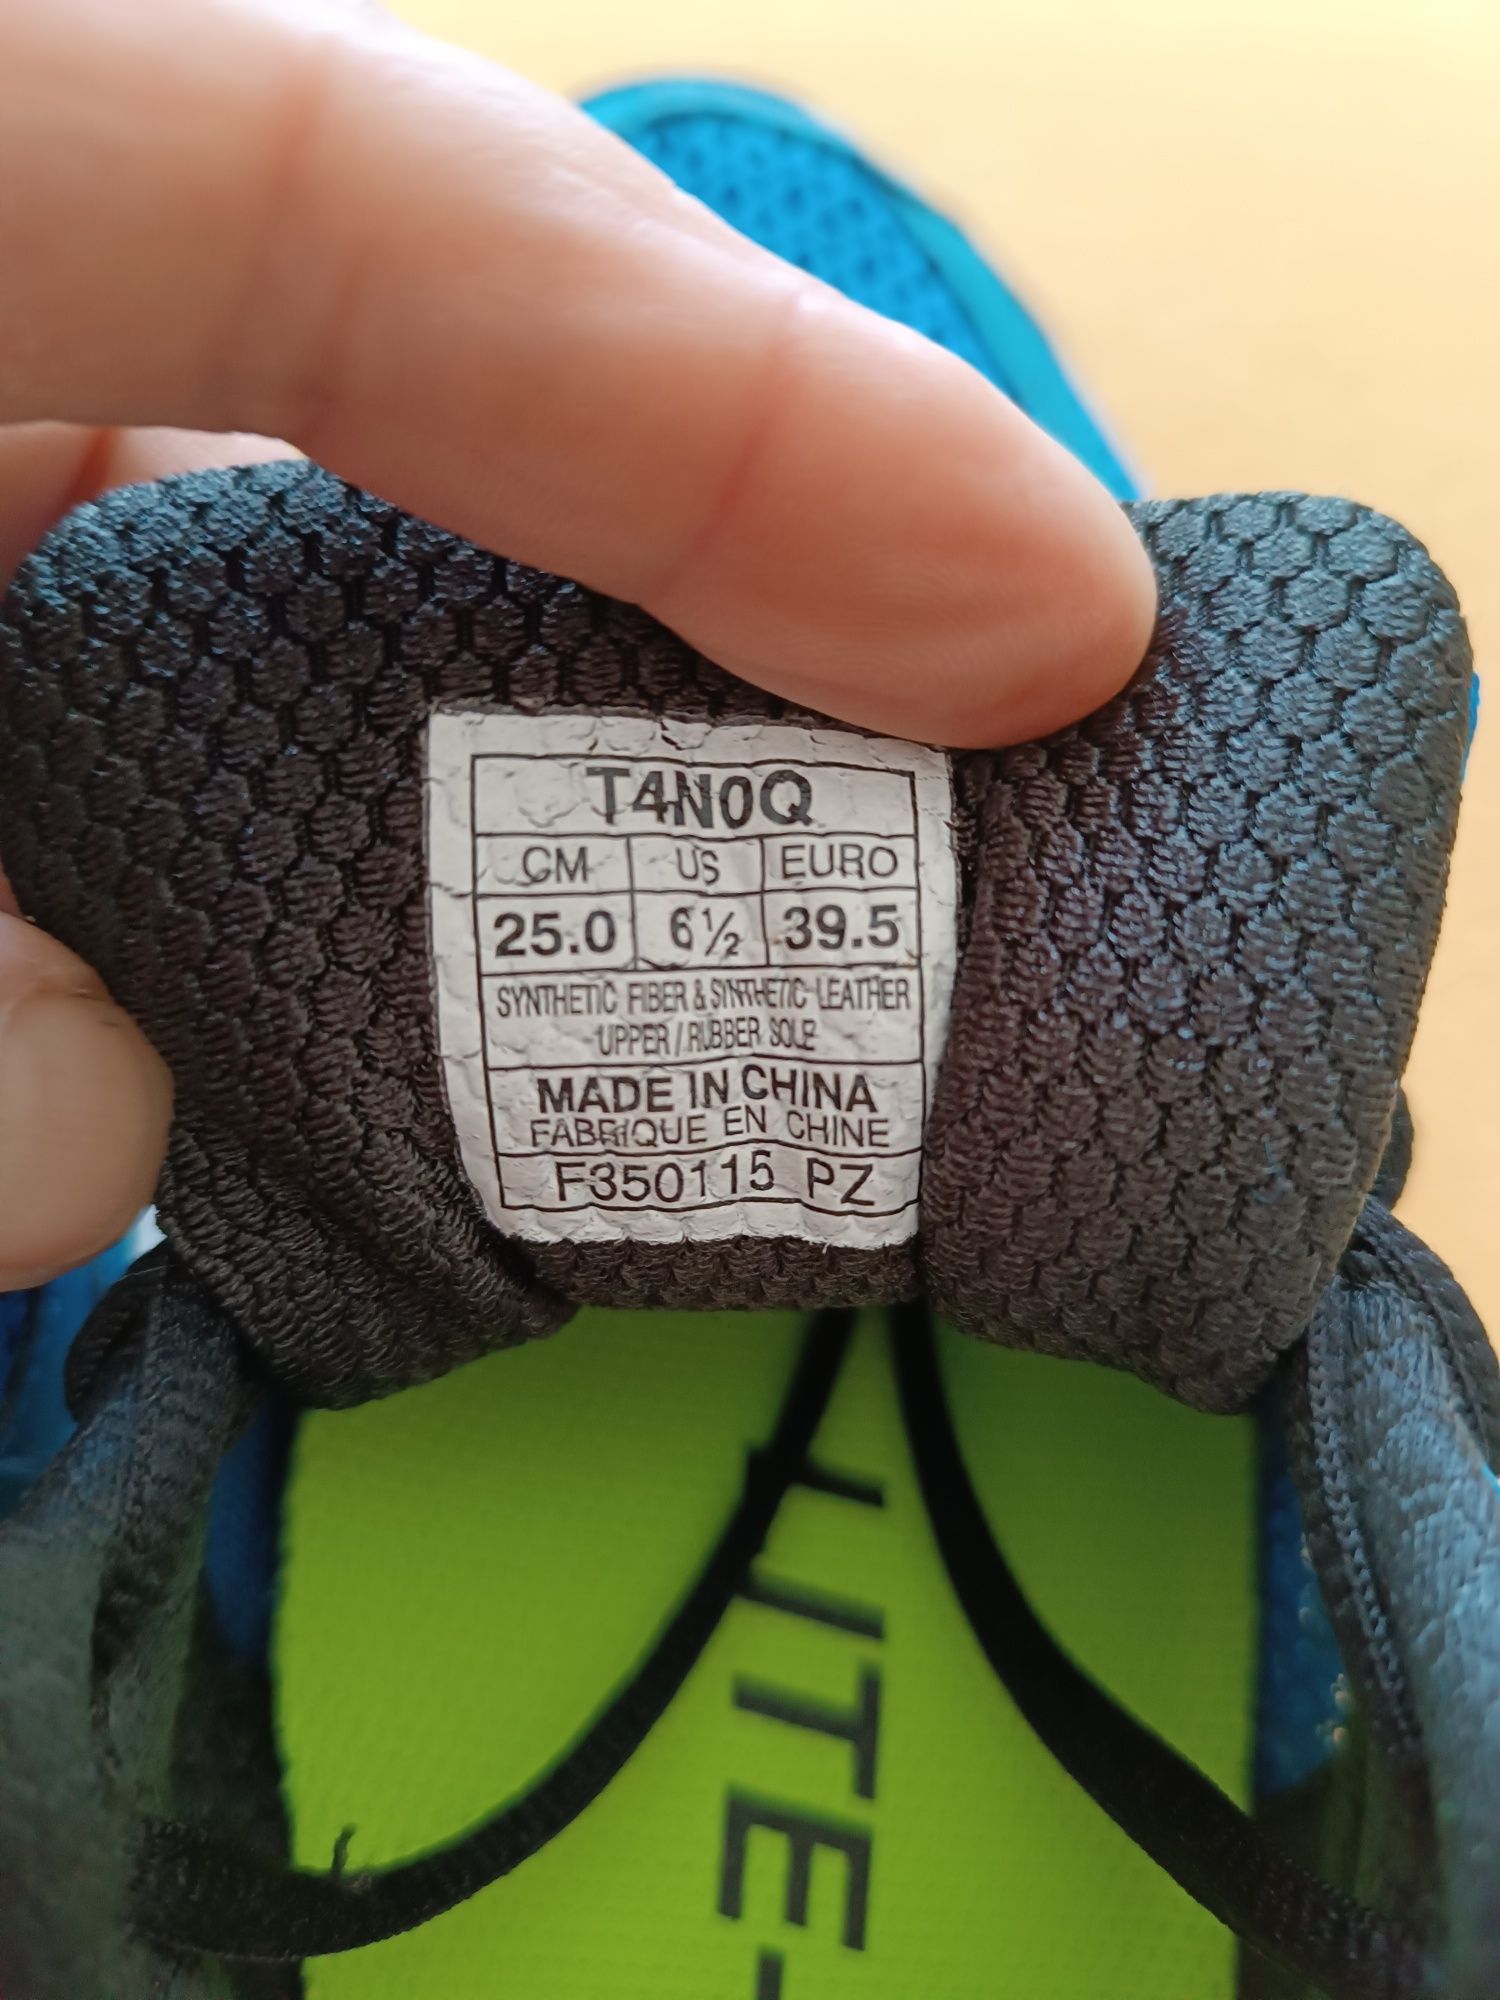 T4N0Q
CM US EURO
25.0 6½ 39.5
SYNTHETIC FIBER & SYNTHETIC LEATHER
UPPER / RUBBER SOLE
MADE IN CHINA
FABRIQUE EN CHINE
F350115 PZ
LITE-